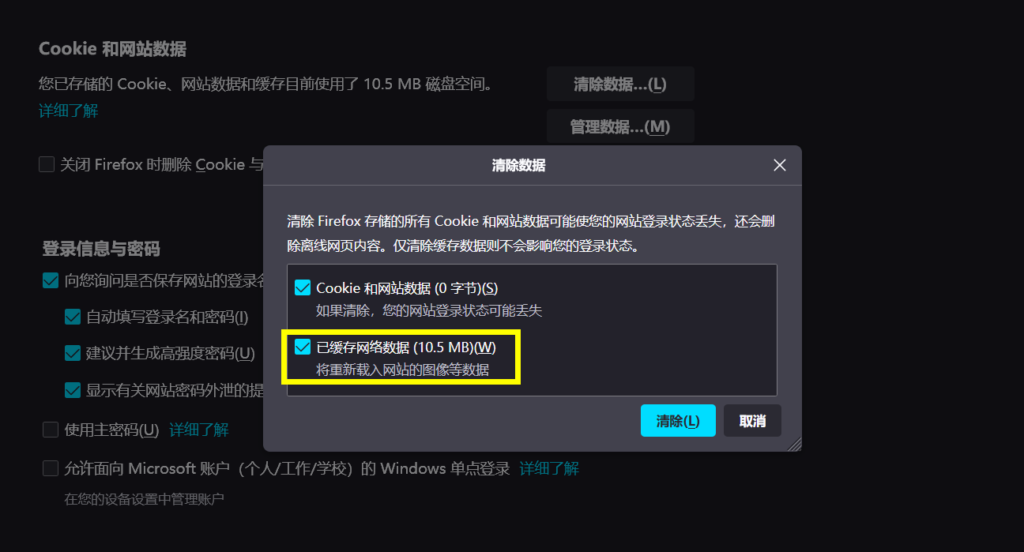 Cookie 和网站数据
您已存储的 Cookie、网站数据和缓存目前使用了 10.5 MB 磁盘空间。
详细了解
清除数据...(L)
管理数据...(M)
关闭 Firefox 时删除 Cookie 与
清除数据
清除 Firefox 存储的所有 Cookie 和网站数据可能使您的网站登录状态丢失，还会删
除离线网页内容。仅清除缓存数据则不会影响您的登录状态。
Cookie 和网站数据 (0 字节)(S)
如果清除，您的网站登录状态可能丢失
已缓存网络数据 (10.5 MB)(W)
将重新载入网站的图像等数据
清除(L)
取消
登录信息与密码
向您询问是否保存网站的登录名
自动填写登录名和密码(I)
建议并生成高强度密码(U)
显示有关网站密码外泄的提
使用主密码(U) 详细了解
允许面向 Microsoft 账户（个人/工作/学校）的 Windows 单点登录 详细了解
在您的设备设置中管理账户